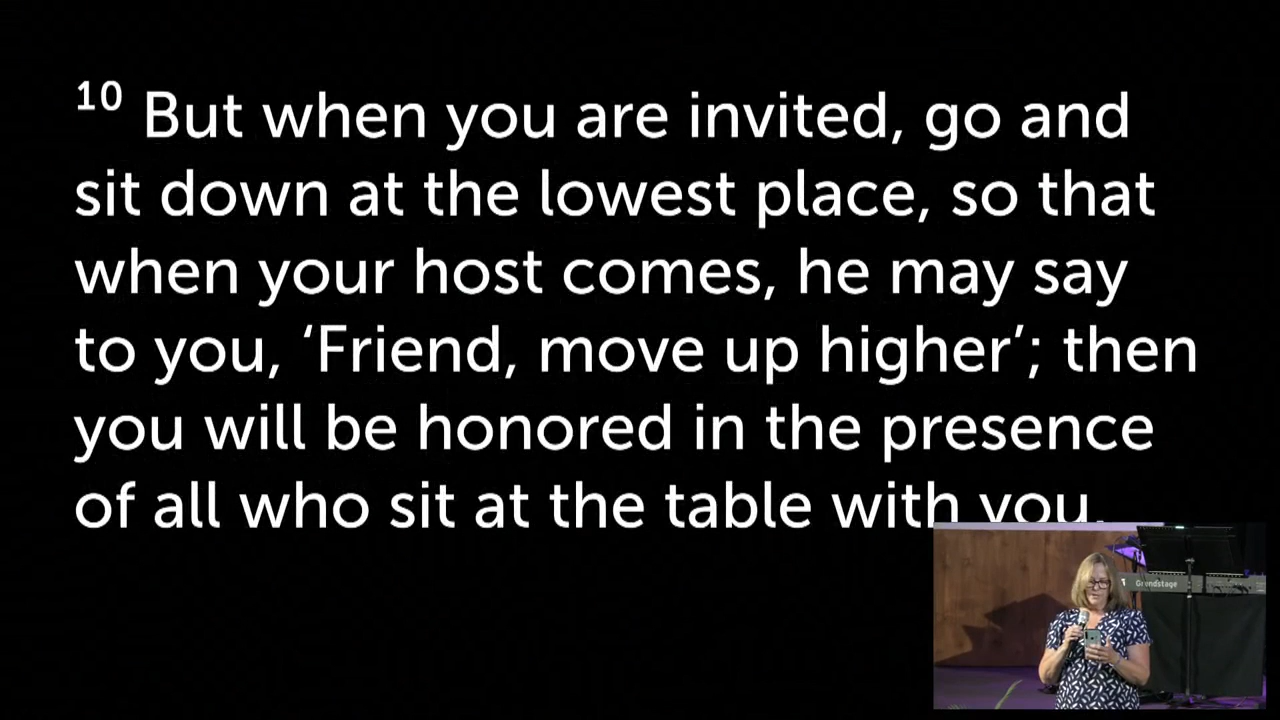 10 But when you are invited, go and
sit down at the lowest place, so that
when your host comes, he may say
to you, ‘Friend, move up higher’; then
you will be honored in the presence
of all who sit at the table with you.
Grandstage